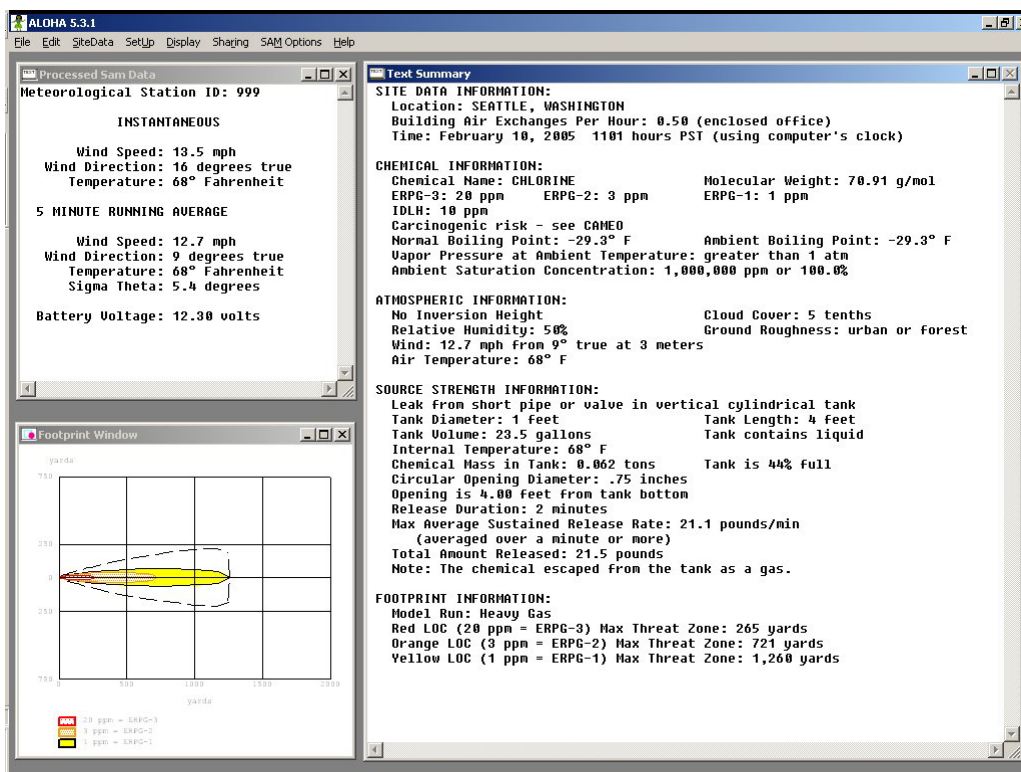 ALOHA 5.3.1
File Edit SiteData SetUp Display Sharing SAM Options Help
Processed Sam Data
Meteorological Station ID: 999
INSTANTANEOUS
Wind Speed: 13.5 mph
Wind Direction: 16 degrees true
Temperature: 68° Fahrenheit
5 MINUTE RUNNING AVERAGE
Wind Speed: 12.7 mph
Wind Direction: 9 degrees true
Temperature: 68° Fahrenheit
Sigma Theta: 5.4 degrees
Battery Voltage: 12.30 volts
Footprint Window
yards
750
250
0
250
750
0 500 1000 1500 2000
yards
20 ppm = ERPG-3
3 ppm = ERPG-2
1 ppm = ERPG-1
Text Summary
SITE DATA INFORMATION:
Location: SEATTLE, WASHINGTON
Building Air Exchanges Per Hour: 0.50 (enclosed office)
Time: February 10, 2005 1101 hours PST (using computer's clock)
CHEMICAL INFORMATION:
Chemical Name: CHLORINE Molecular Weight: 70.91 g/mol
ERPG-3: 20 ppm ERPG-2: 3 ppm ERPG-1: 1 ppm
IDLH: 10 ppm
Carcinogenic risk - see CAMEO
Normal Boiling Point: -29.3° F Ambient Boiling Point: -29.3° F
Vapor Pressure at Ambient Temperature: greater than 1 atm
Ambient Saturation Concentration: 1,000,000 ppm or 100.0%
ATMOSPHERIC INFORMATION:
No Inversion Height Cloud Cover: 5 tenths
Relative Humidity: 50% Ground Roughness: urban or forest
Wind: 12.7 mph from 9° true at 3 meters
Air Temperature: 68° F
SOURCE STRENGTH INFORMATION:
Leak from short pipe or valve in vertical cylindrical tank
Tank Diameter: 1 feet Tank Length: 4 feet
Tank Volume: 23.5 gallons Tank contains liquid
Internal Temperature: 68° F
Chemical Mass in Tank: 0.062 tons Tank is 44% full
Circular Opening Diameter: .75 inches
Opening is 4.00 feet from tank bottom
Release Duration: 2 minutes
Max Average Sustained Release Rate: 21.1 pounds/min
(averaged over a minute or more)
Total Amount Released: 21.5 pounds
Note: The chemical escaped from the tank as a gas.
FOOTPRINT INFORMATION:
Model Run: Heavy Gas
Red LOC (20 ppm = ERPG-3) Max Threat Zone: 265 yards
Orange LOC (3 ppm = ERPG-2) Max Threat Zone: 721 yards
Yellow LOC (1 ppm = ERPG-1) Max Threat Zone: 1,260 yards